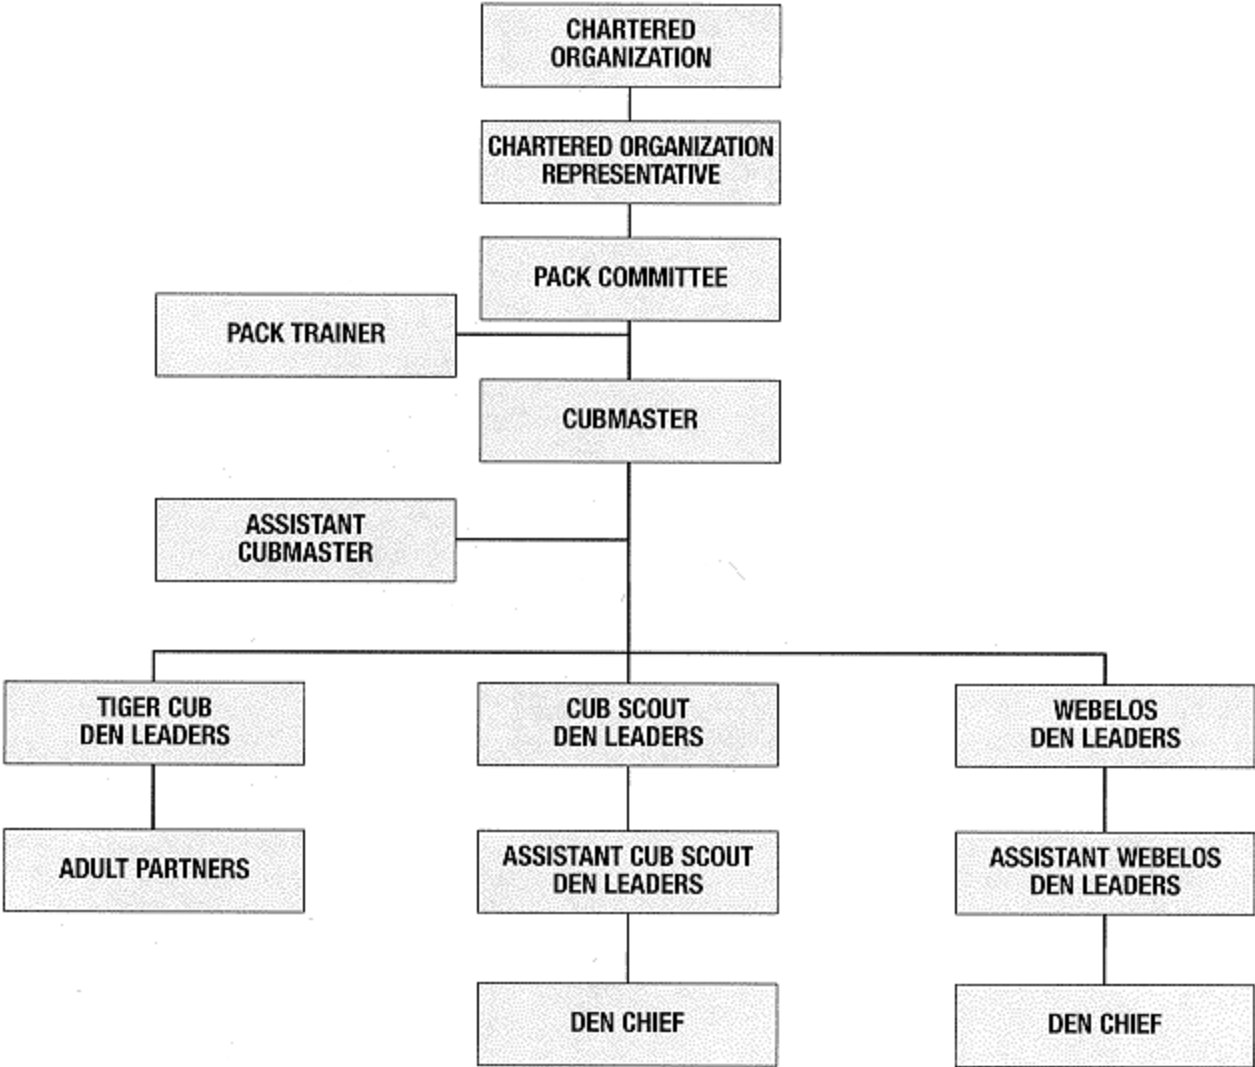 CHARTERED
ORGANIZATION
CHARTERED ORGANIZATION
REPRESENTATIVE
PACK COMMITTEE
PACK TRAINER
CUBMASTER
ASSISTANT
CUBMASTER
TIGER CUB
DEN LEADERS
CUB SCOUT
DEN LEADERS
WEBELOS
DEN LEADERS
ADULT PARTNERS
ASSISTANT CUB SCOUT
DEN LEADERS
ASSISTANT WEBELOS
DEN LEADERS
DEN CHIEF
DEN CHIEF